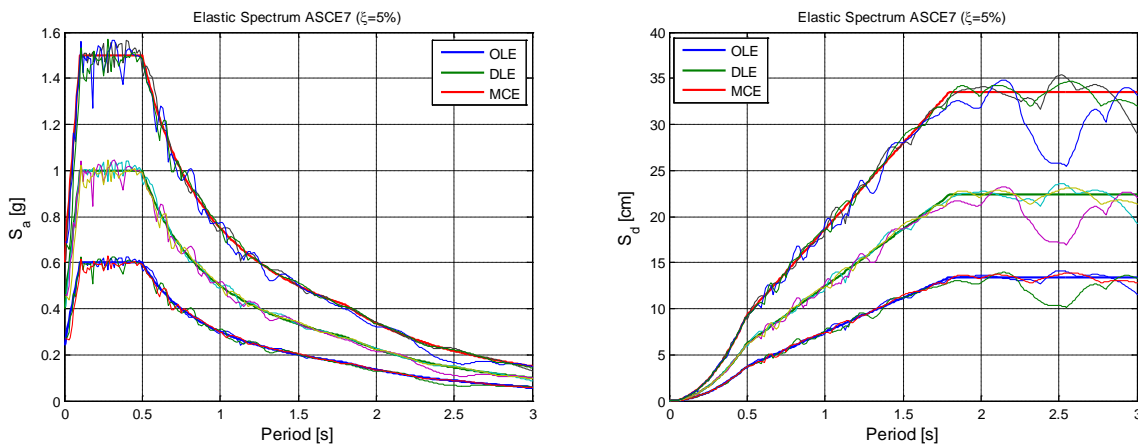 Elastic Spectrum ASCE7 (ξ=5%)
1.6
1.4
1.2
1
0.8
0.6
0.4
0.2
0
S_a [g]
OLE
DLE
MCE
0 0.5 1 1.5 2 2.5 3
Period [s]
Elastic Spectrum ASCE7 (ξ=5%)
40
35
30
25
20
15
10
5
0
S_d [cm]
OLE
DLE
MCE
0 0.5 1 1.5 2 2.5 3
Period [s]